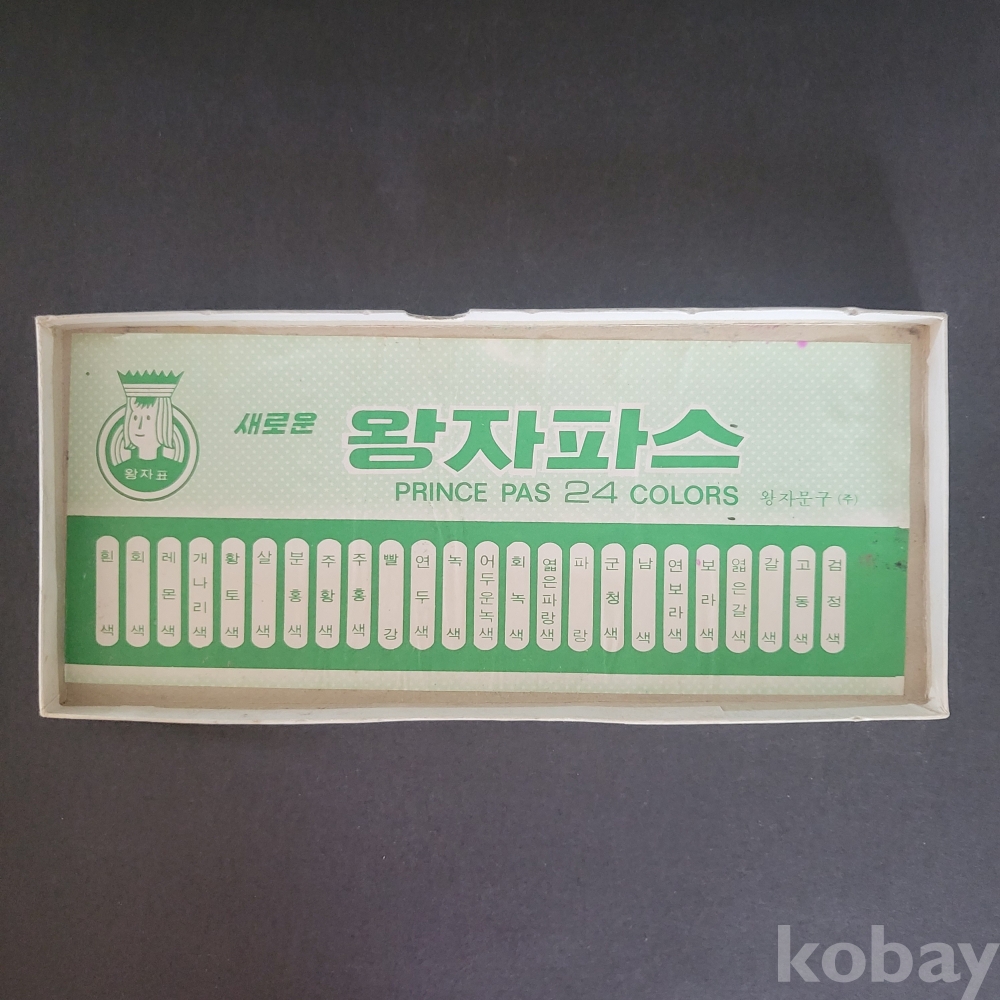 왕자표
새로운 왕자파스
PRINCE PAS 24 COLORS 왕자문구 (주)
흰색
회색
레몬색
개나리색
황토색
살색
분홍색
주황색
주홍색
빨강
연두색
녹색
어두운녹색
회녹색
엷은파랑색
파랑
군청색
남색
연보라색
보라색
엷은갈색
갈색
고동색
검정색
kobay